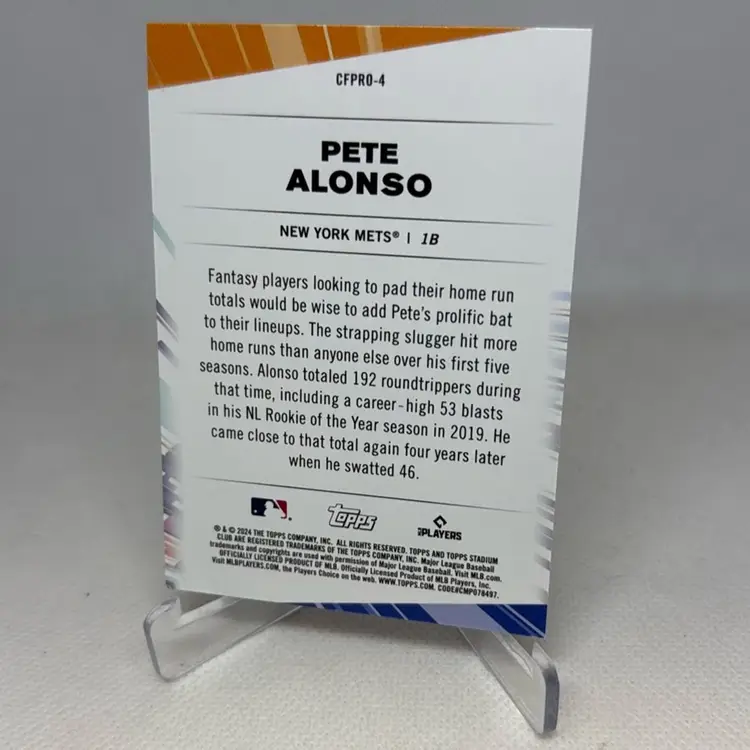 CFPRO-4
PETE
ALONSO
NEW YORK METS® | 1B
Fantasy players looking to pad their home run
totals would be wise to add Pete's prolific bat
to their lineups. The strapping slugger hit more
home runs than anyone else over his first five
seasons. Alonso totaled 192 roundtrippers during
that time, including a career-high 53 blasts
in his NL Rookie of the Year season in 2019. He
came close to that total again four years later
when he swatted 46.
topps
PLAYERS
® & © 2024 THE TOPPS COMPANY, INC. ALL RIGHTS RESERVED. TOPPS AND TOPPS STADIUM
CLUB ARE REGISTERED TRADEMARKS OF THE TOPPS COMPANY, INC. Major League Baseball
trademarks and copyrights are used with permission of Major League Baseball. Visit MLB.com.
OFFICIALLY LICENSED PRODUCT OF MLB. Officially Licensed Product of MLB Players, Inc.
Visit MLBPLAYERS.COM, the Players Choice on the web. WWW.TOPPS.COM. CODE#CMP076497.